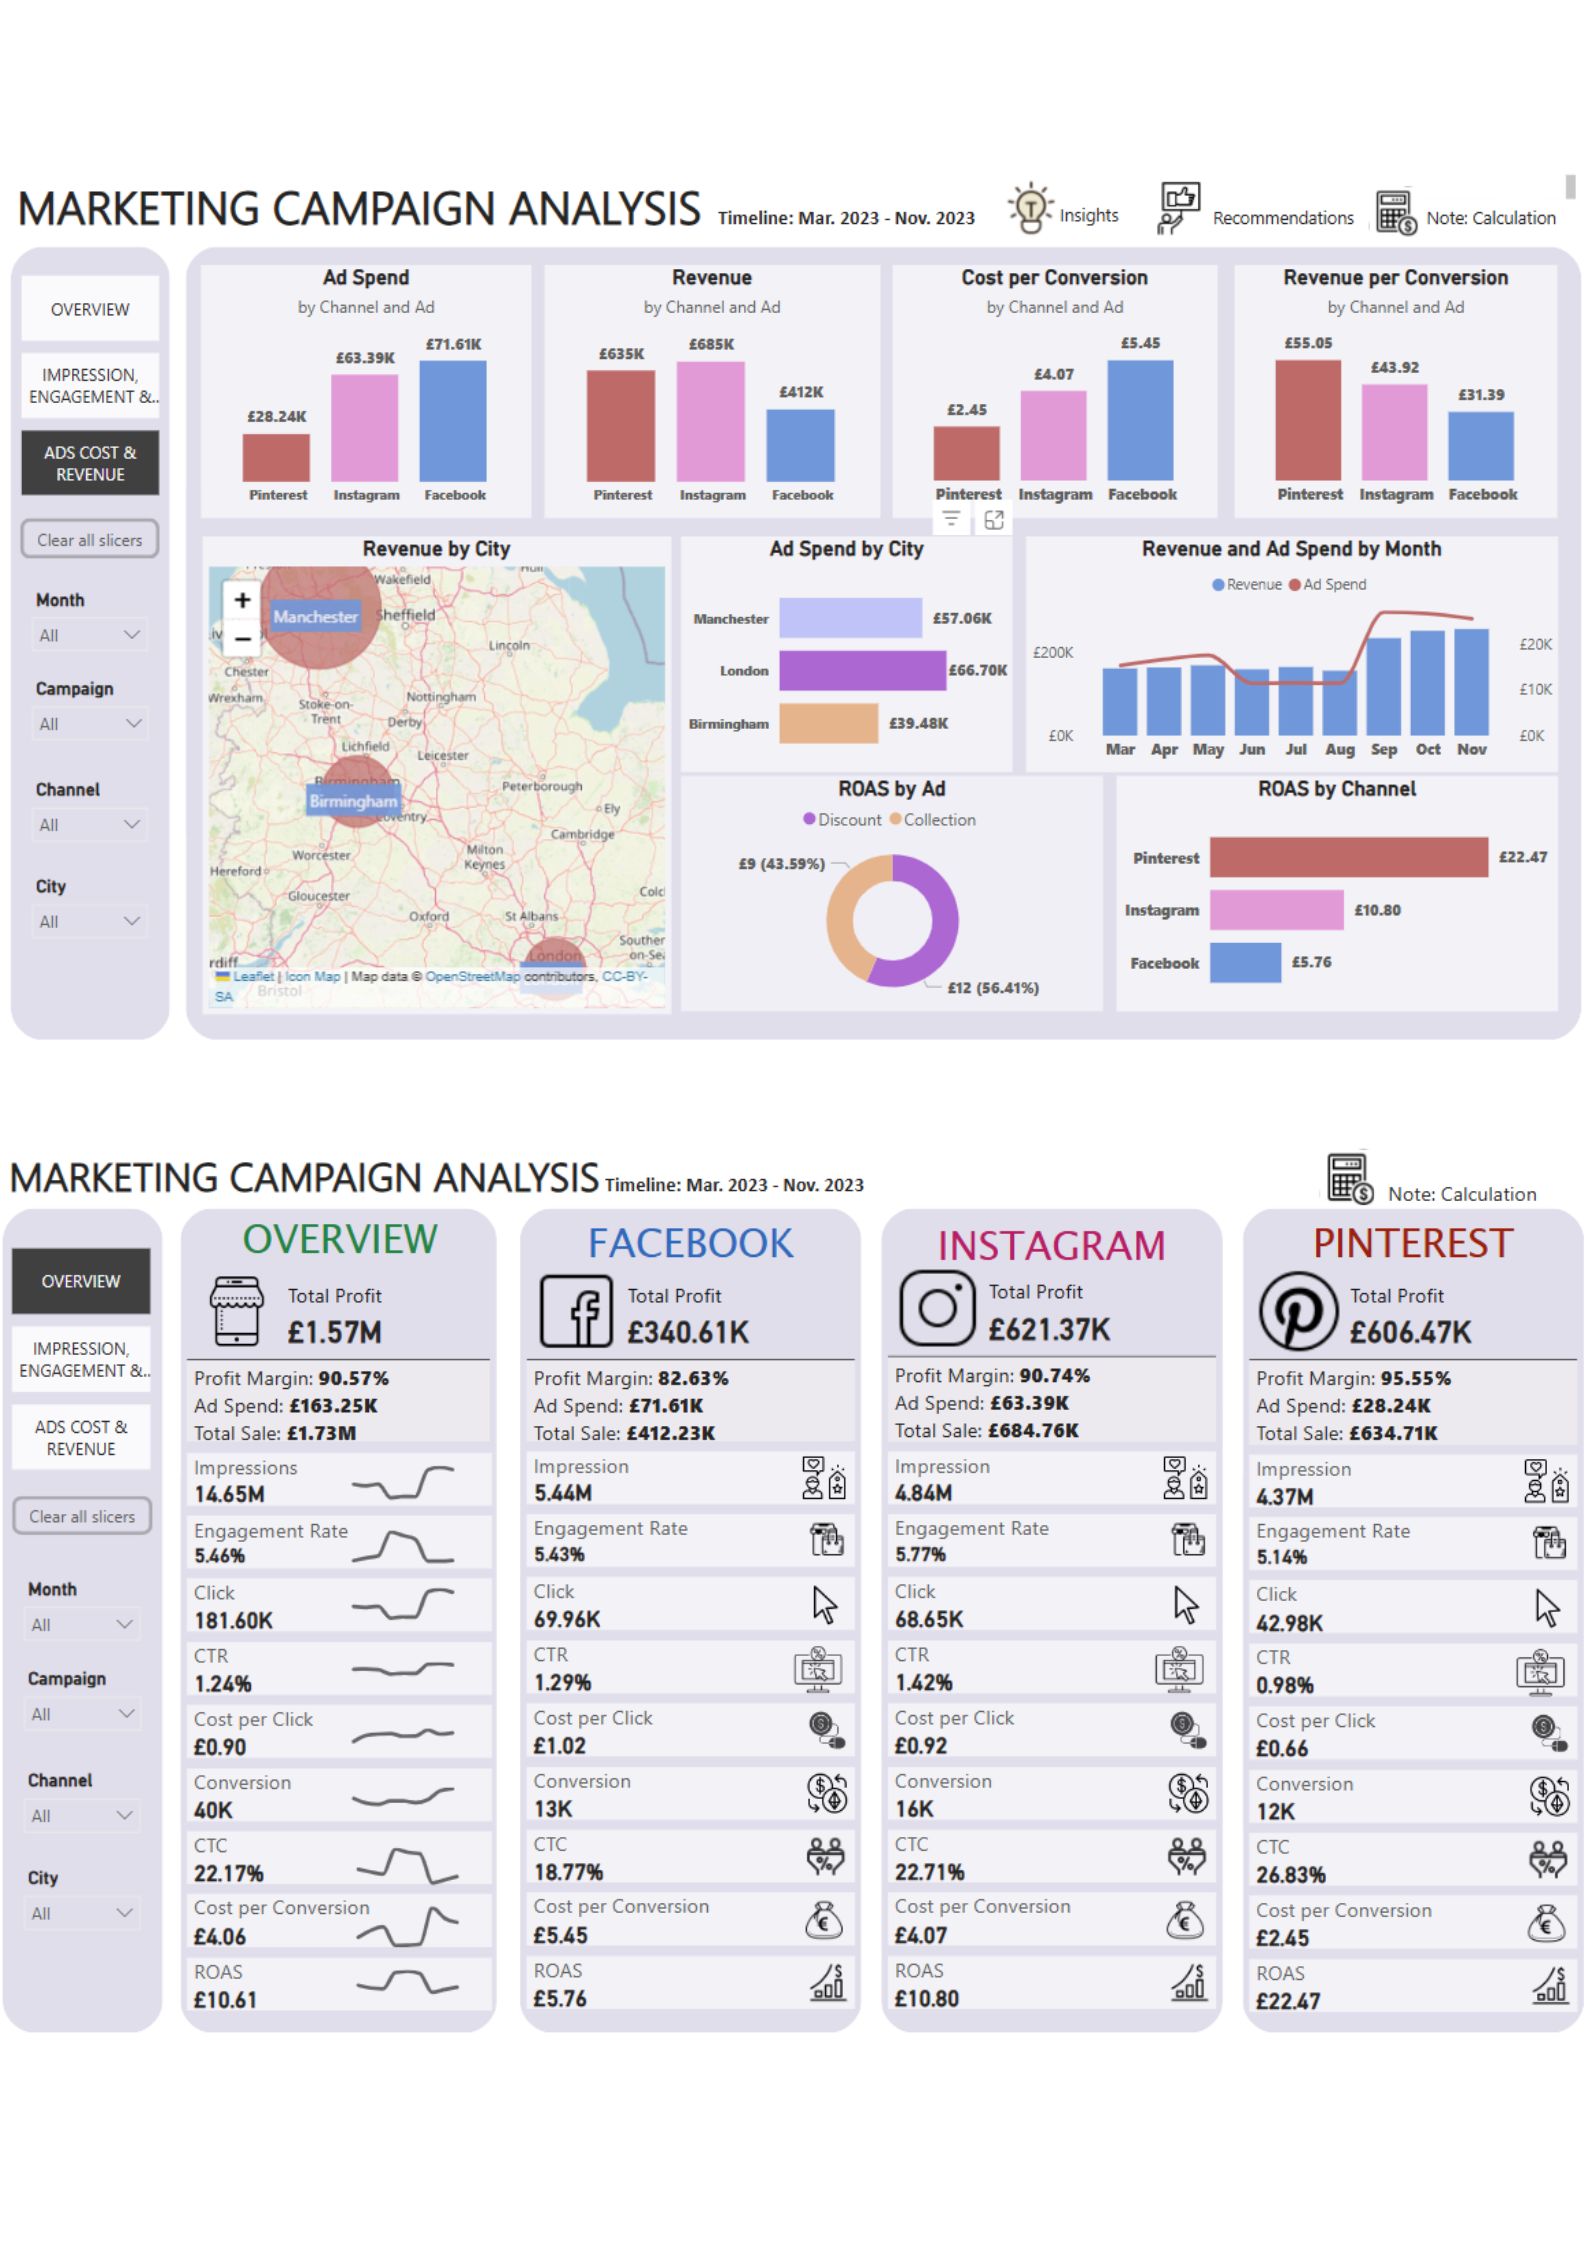 MARKETING CAMPAIGN ANALYSIS Timeline: Mar. 2023 - Nov. 2023 Insights Recommendations Note: Calculation
OVERVIEW
IMPRESSION,
ENGAGEMENT &..
ADS COST &
REVENUE
Clear all slicers
Month
All
Campaign
All
Channel
All
City
All
Ad Spend
by Channel and Ad
£28.24K
£63.39K
£71.61K
Pinterest Instagram Facebook
Revenue
by Channel and Ad
£635K
£685K
£412K
Pinterest Instagram Facebook
Cost per Conversion
by Channel and Ad
£2.45
£4.07
£5.45
Pinterest Instagram Facebook
Revenue per Conversion
by Channel and Ad
£55.05
£43.92
£31.39
Pinterest Instagram Facebook
Revenue by City
+
−
Wakefield
Manchester
Sheffield
Lincoln
Chester
Wrexham
Stoke-on-
Trent
Nottingham
Derby
Lichfield
Leicester
Birmingham
Birmingham
Peterborough
Ely
Coventry
Cambridge
Worcester
Milton
Keynes
Hereford
Gloucester
Colc
Oxford
St Albans
Souther
on-Sea
London
rdiff
Leaflet | Icon Map | Map data © OpenStreetMap contributors, CC-BY-
SA
Bristol
Ad Spend by City
Manchester £57.06K
London £66.70K
Birmingham £39.48K
Revenue and Ad Spend by Month
Revenue Ad Spend
£200K
£0K
£20K
£10K
£0K
Mar Apr May Jun Jul Aug Sep Oct Nov
ROAS by Ad
Discount Collection
£9 (43.59%)
£12 (56.41%)
ROAS by Channel
Pinterest £22.47
Instagram £10.80
Facebook £5.76
MARKETING CAMPAIGN ANALYSIS Timeline: Mar. 2023 - Nov. 2023 Note: Calculation
OVERVIEW
IMPRESSION,
ENGAGEMENT &..
ADS COST &
REVENUE
Clear all slicers
Month
All
Campaign
All
Channel
All
City
All
OVERVIEW
Total Profit
£1.57M
Profit Margin: 90.57%
Ad Spend: £163.25K
Total Sale: £1.73M
Impressions
14.65M
Engagement Rate
5.46%
Click
181.60K
CTR
1.24%
Cost per Click
£0.90
Conversion
40K
CTC
22.17%
Cost per Conversion
£4.06
ROAS
£10.61
FACEBOOK
Total Profit
£340.61K
Profit Margin: 82.63%
Ad Spend: £71.61K
Total Sale: £412.23K
Impression
5.44M
Engagement Rate
5.43%
Click
69.96K
CTR
1.29%
Cost per Click
£1.02
Conversion
13K
CTC
18.77%
Cost per Conversion
£5.45
ROAS
£5.76
INSTAGRAM
Total Profit
£621.37K
Profit Margin: 90.74%
Ad Spend: £63.39K
Total Sale: £684.76K
Impression
4.84M
Engagement Rate
5.77%
Click
68.65K
CTR
1.42%
Cost per Click
£0.92
Conversion
16K
CTC
22.71%
Cost per Conversion
£4.07
ROAS
£10.80
PINTEREST
Total Profit
£606.47K
Profit Margin: 95.55%
Ad Spend: £28.24K
Total Sale: £634.71K
Impression
4.37M
Engagement Rate
5.14%
Click
42.98K
CTR
0.98%
Cost per Click
£0.66
Conversion
12K
CTC
26.83%
Cost per Conversion
£2.45
ROAS
£22.47